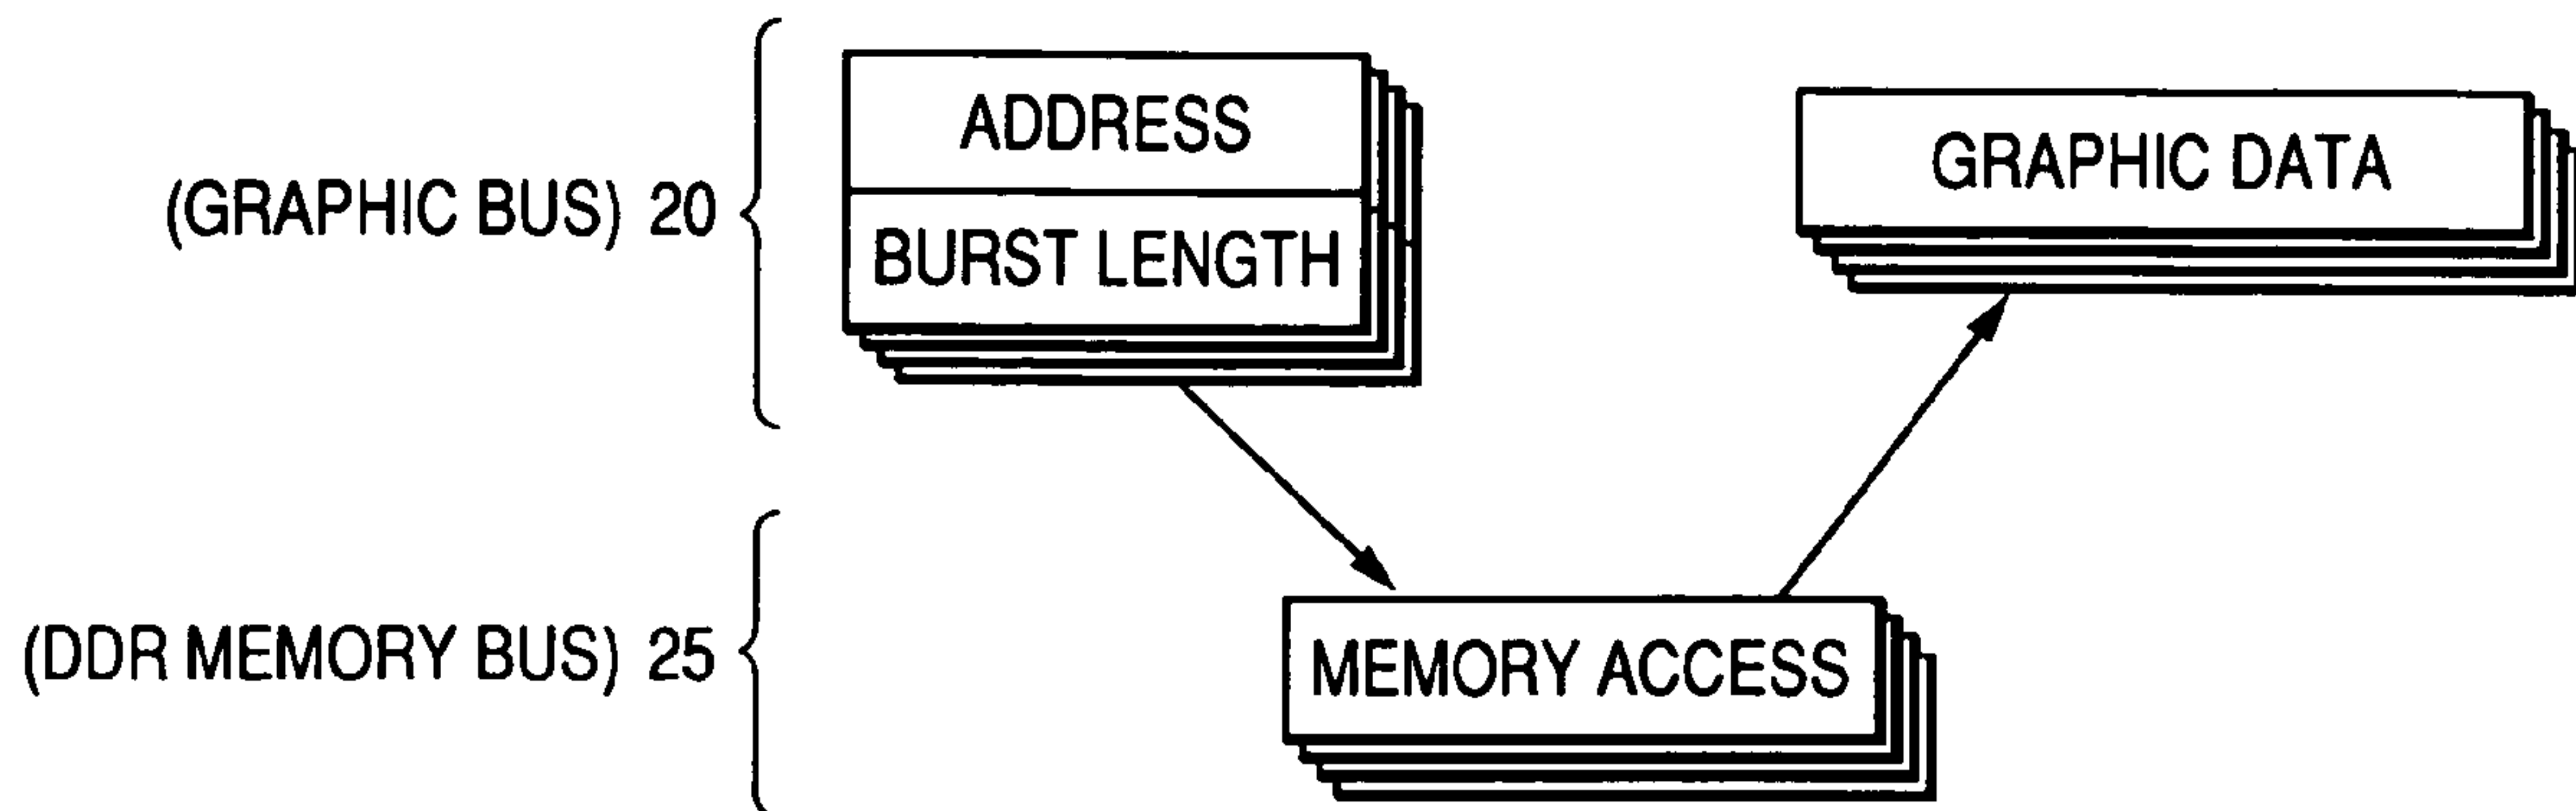 (GRAPHIC BUS) 20
ADDRESS
BURST LENGTH
GRAPHIC DATA
(DDR MEMORY BUS) 25
MEMORY ACCESS